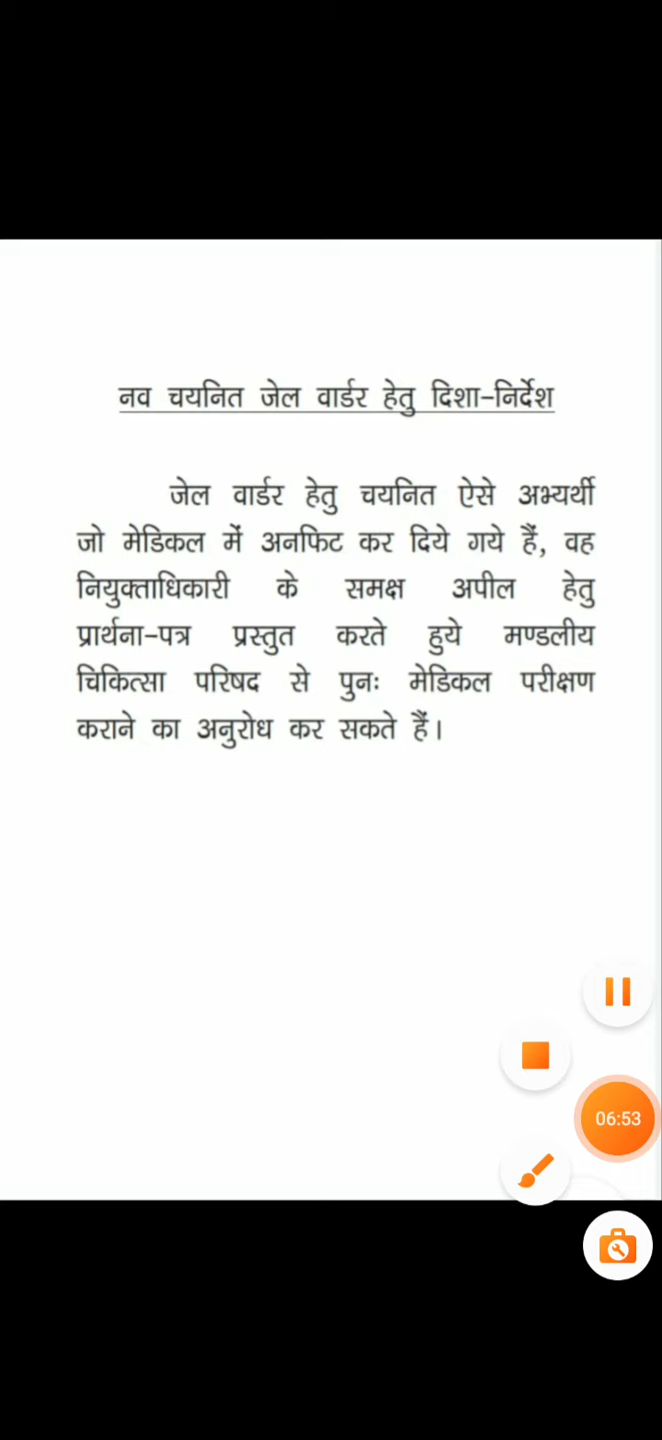 नव चयनित जेल वार्डर हेतु दिशा-निर्देश
जेल वार्डर हेतु चयनित ऐसे अभ्यर्थी
जो मेडिकल में अनफिट कर दिये गये हैं, वह
नियुक्ताधिकारी के समक्ष अपील हेतु
प्रार्थना-पत्र प्रस्तुत करते हुये मण्डलीय
चिकित्सा परिषद से पुनः मेडिकल परीक्षण
कराने का अनुरोध कर सकते हैं।
06:53